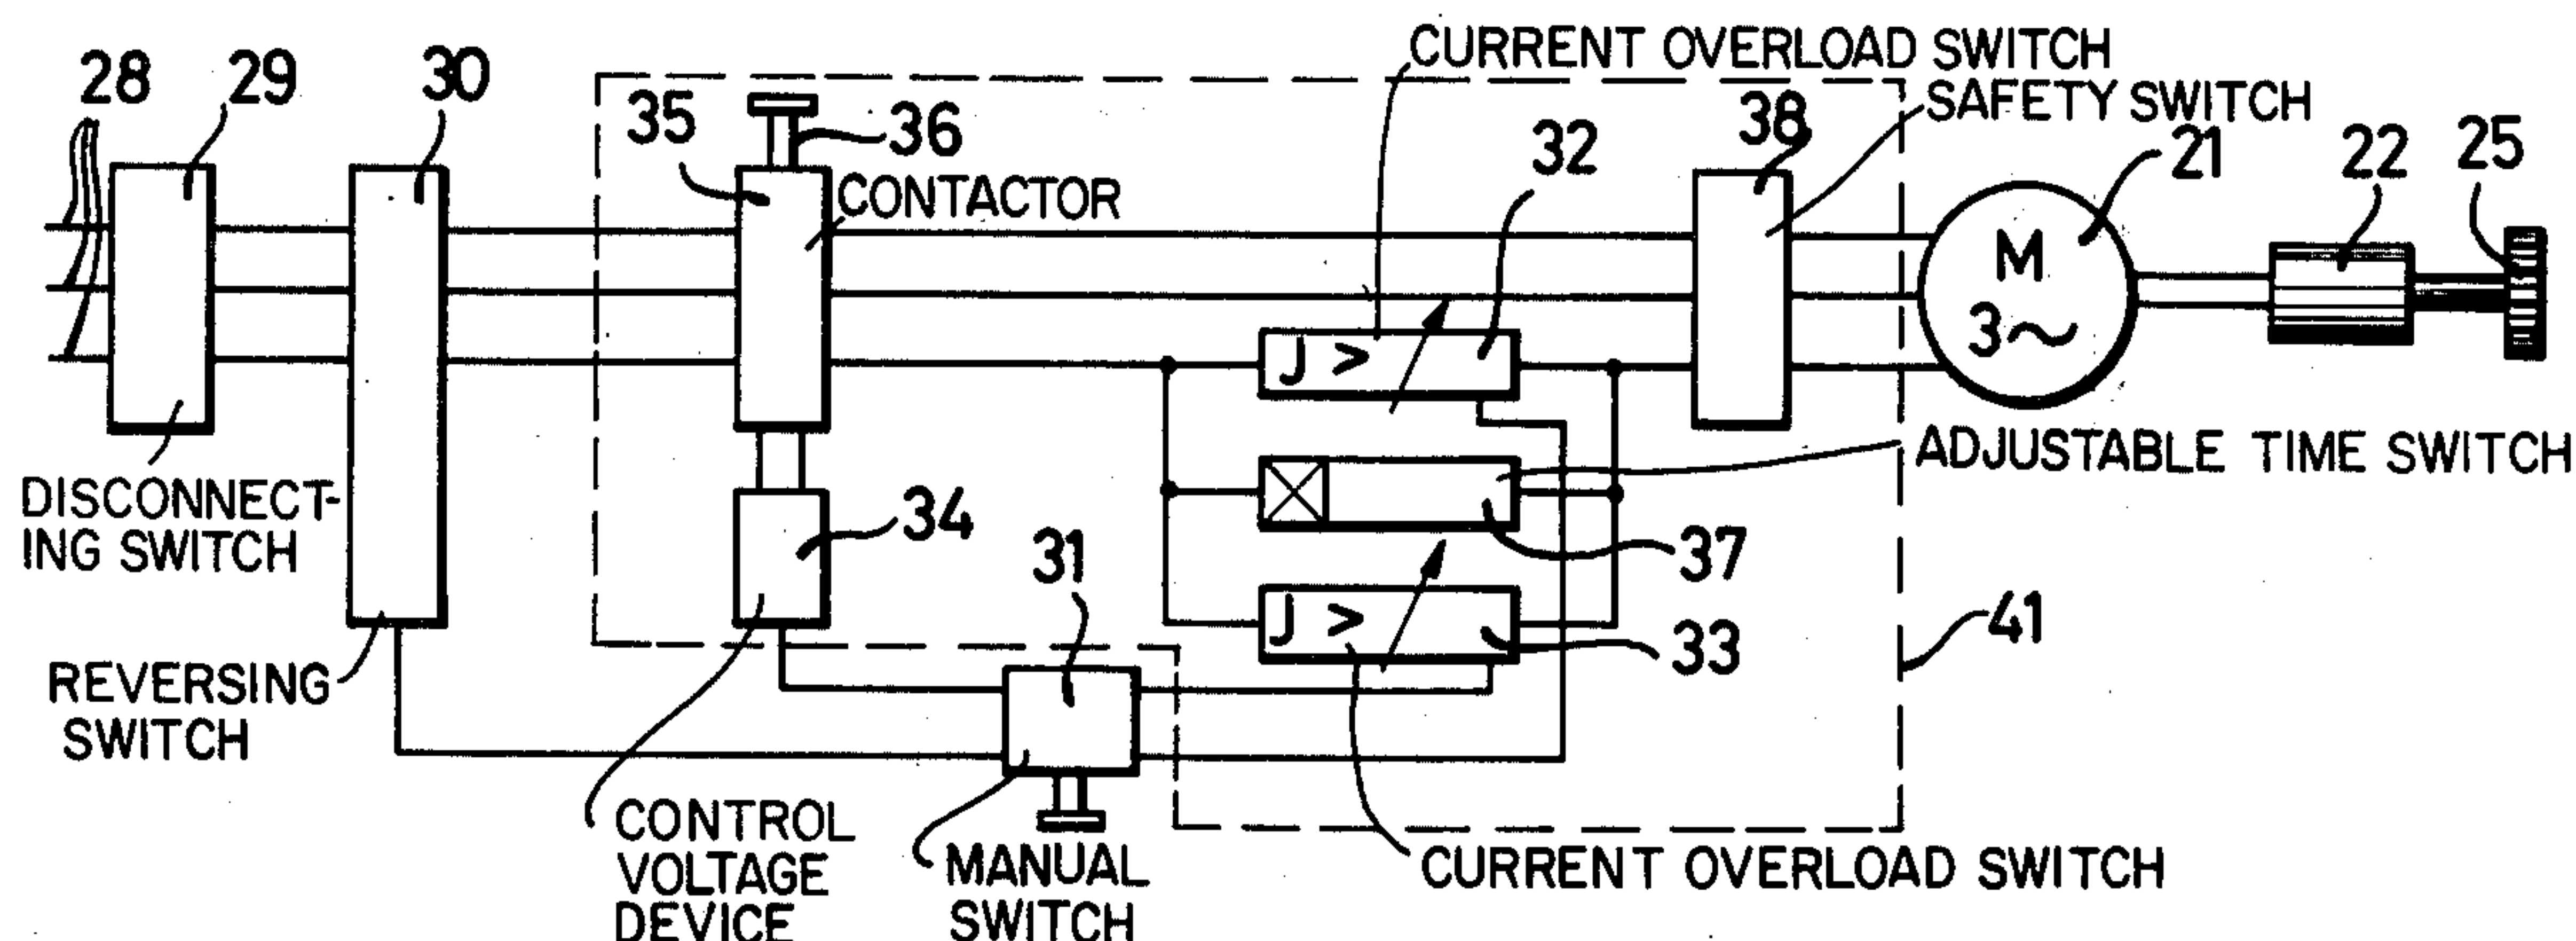 CURRENT OVERLOAD SWITCH
28
29
30
35
36
32
38
SAFETY SWITCH
21
22
25
CONTACTOR
M
3~
J >
DISCONNECT-
ING SWITCH
34
31
37
ADJUSTABLE TIME SWITCH
J >
33
41
REVERSING
SWITCH
CONTROL
VOLTAGE
DEVICE
MANUAL
SWITCH
CURRENT OVERLOAD SWITCH